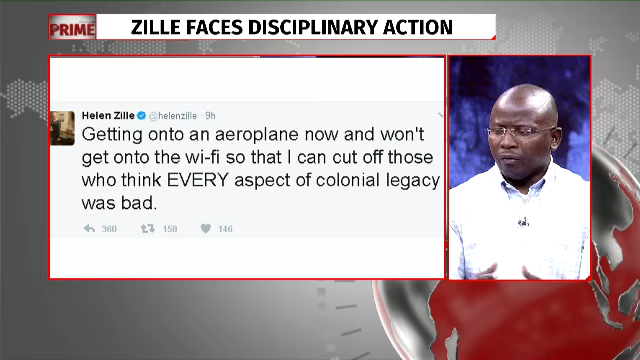 PRIME
ZILLE FACES DISCIPLINARY ACTION
Helen Zille @helenzille · 9h
Getting onto an aeroplane now and won't
get onto the wi-fi so that I can cut off those
who think EVERY aspect of colonial legacy
was bad.
360 158 146